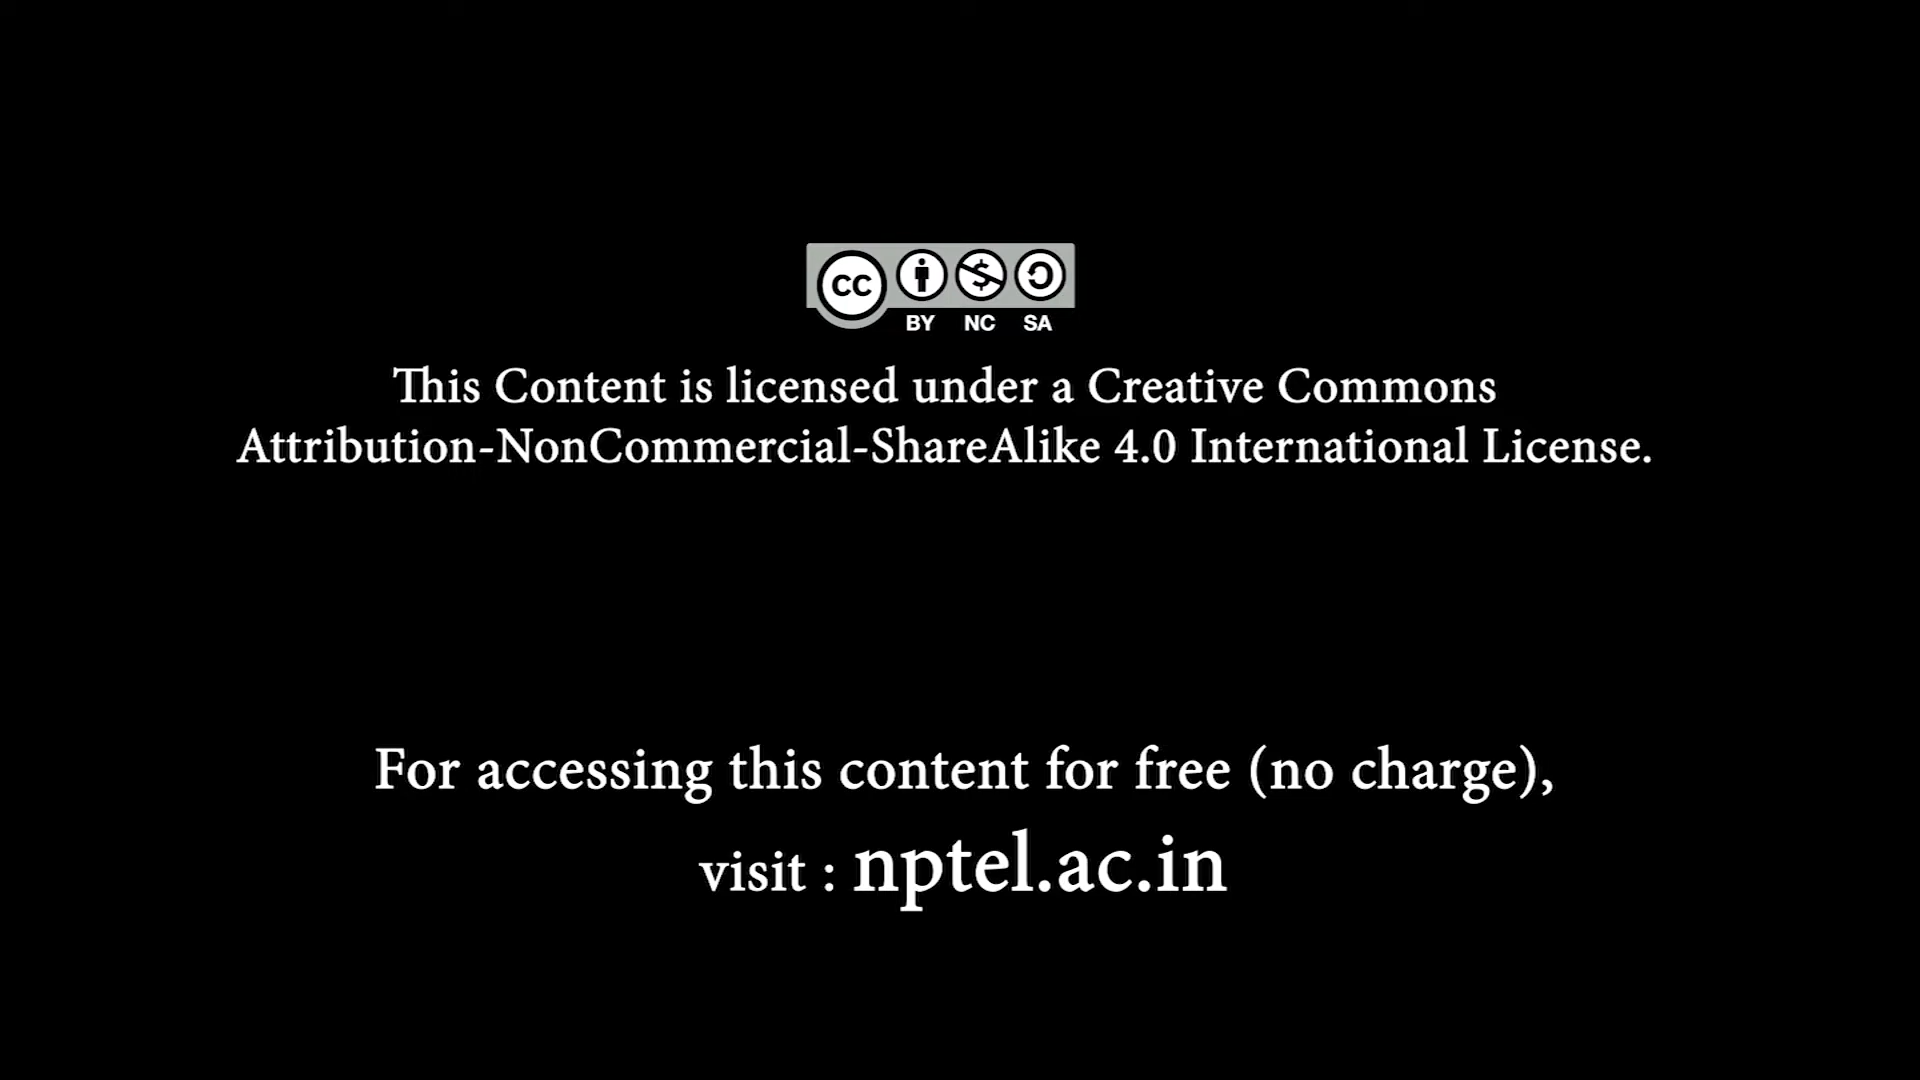 CC
BY NC SA
This Content is licensed under a Creative Commons
Attribution-NonCommercial-ShareAlike 4.0 International License.
For accessing this content for free (no charge),
visit : nptel.ac.in